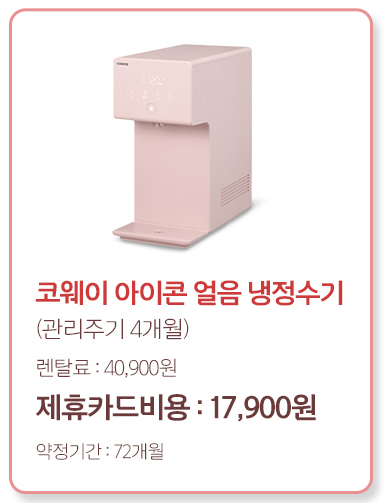 코웨이 아이콘 얼음 냉정수기
(관리주기 4개월)
렌탈료 : 40,900원
제휴카드비용 : 17,900원
약정기간 : 72개월